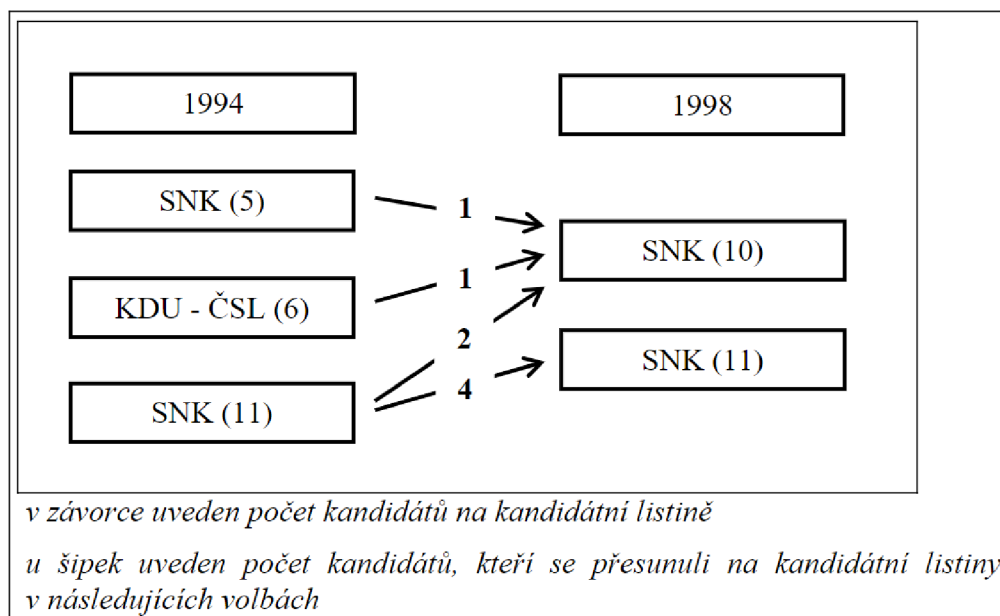 1994
1998
SNK (5)
1
SNK (10)
1
KDU - ČSL (6)
2
SNK (11)
4
SNK (11)
v závorce uveden počet kandidátů na kandidátní listině
u šipek uveden počet kandidátů, kteří se přesunuli na kandidátní listiny
v následujících volbách